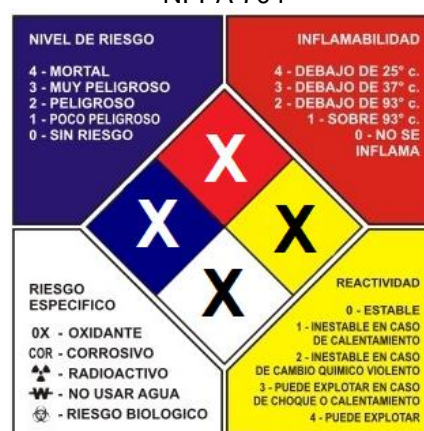 NFPA 704
NIVEL DE RIESGO
4 - MORTAL
3 - MUY PELIGROSO
2 - PELIGROSO
1 - POCO PELIGROSO
0 - SIN RIESGO
INFLAMABILIDAD
4 - DEBAJO DE 25° c.
3 - DEBAJO DE 37° c.
2 - DEBAJO DE 93° c.
1 - SOBRE 93° c.
0 - NO SE
INFLAMA
X
X
X
X
RIESGO
ESPECIFICO
OX - OXIDANTE
COR - CORROSIVO
- RADIOACTIVO
W - NO USAR AGUA
- RIESGO BIOLOGICO
REACTIVIDAD
0 - ESTABLE
1 - INESTABLE EN CASO
DE CALENTAMIENTO
2 - INESTABLE EN CASO
DE CAMBIO QUIMICO VIOLENTO
3 - PUEDE EXPLOTAR EN CASO
DE CHOQUE O CALENTAMIENTO
4 - PUEDE EXPLOTAR